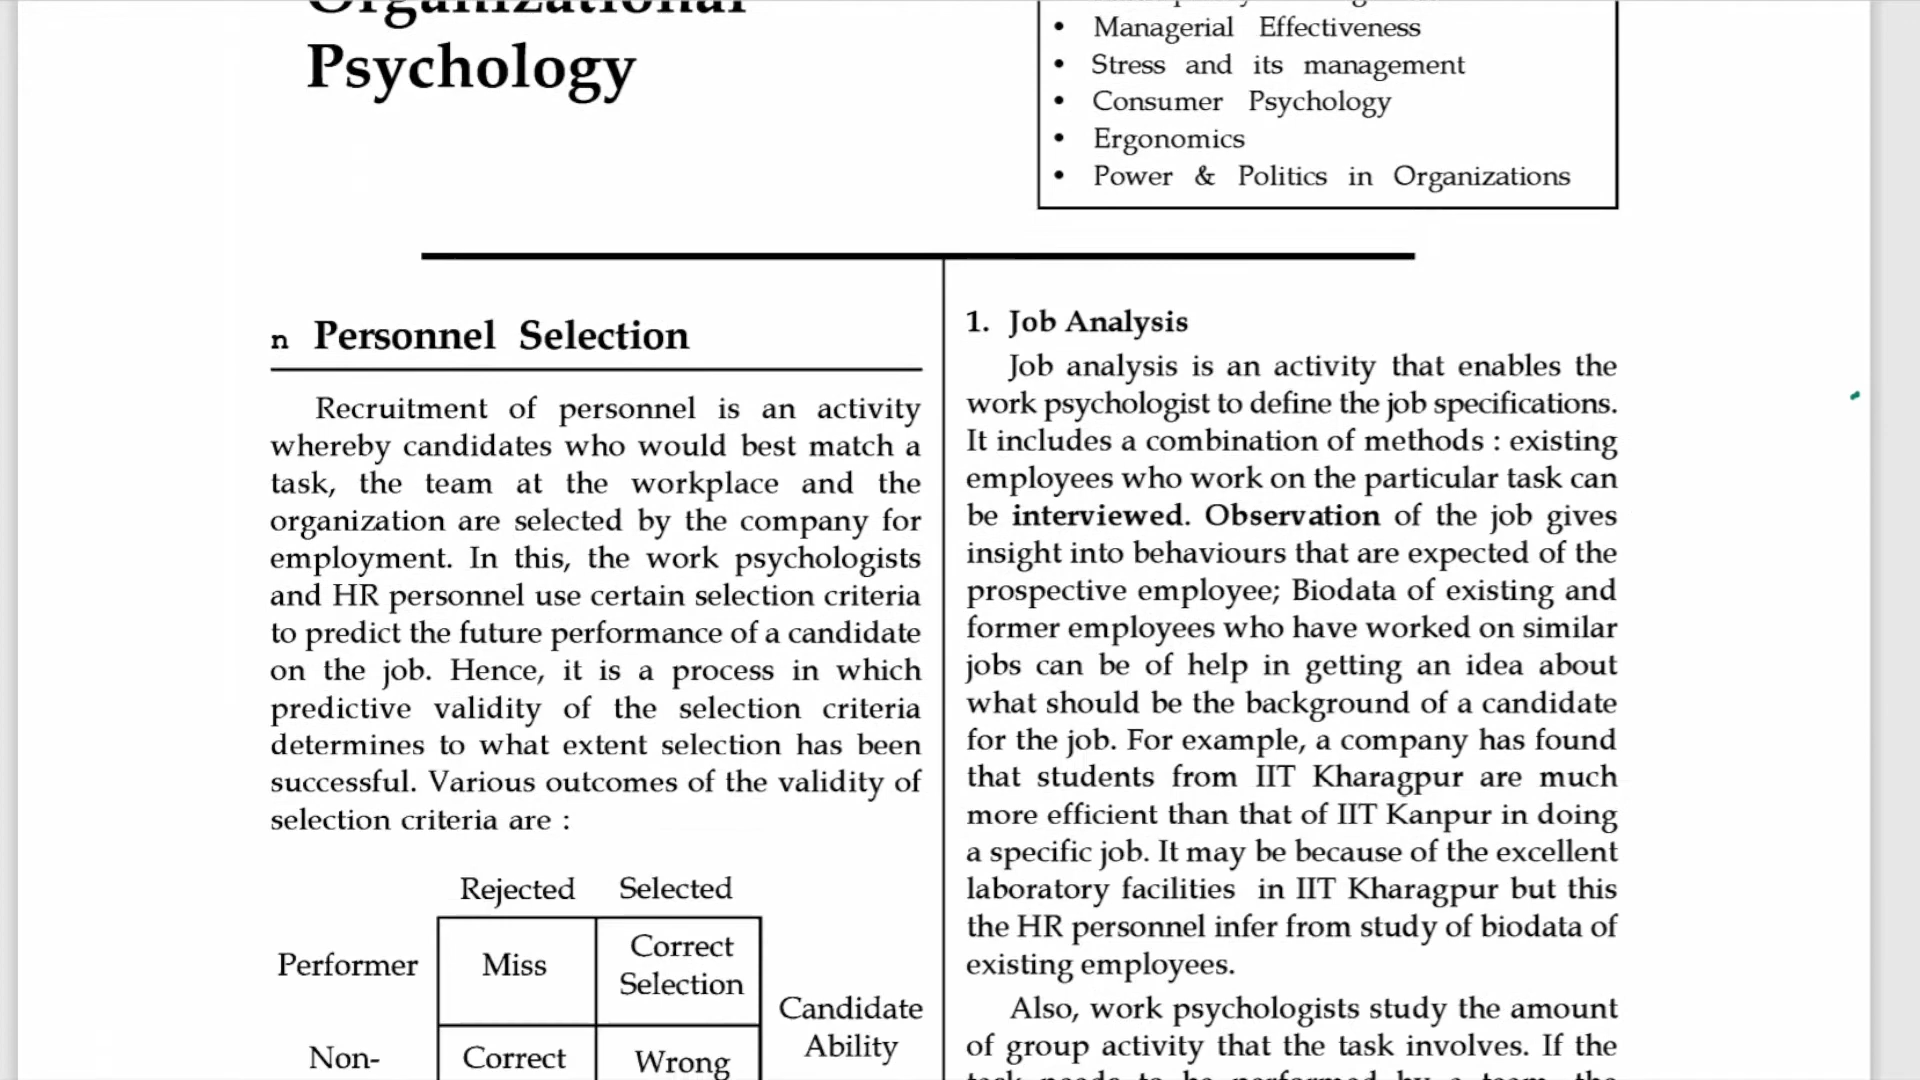 Organizational
Psychology
• Managerial Effectiveness
• Stress and its management
• Consumer Psychology
• Ergonomics
• Power & Politics in Organizations
n Personnel Selection
Recruitment of personnel is an activity
whereby candidates who would best match a
task, the team at the workplace and the
organization are selected by the company for
employment. In this, the work psychologists
and HR personnel use certain selection criteria
to predict the future performance of a candidate
on the job. Hence, it is a process in which
predictive validity of the selection criteria
determines to what extent selection has been
successful. Various outcomes of the validity of
selection criteria are :
Rejected Selected
Performer Miss Correct
Selection
Candidate
Ability
Non- Correct Wrong
1. Job Analysis
Job analysis is an activity that enables the
work psychologist to define the job specifications.
It includes a combination of methods : existing
employees who work on the particular task can
be interviewed. Observation of the job gives
insight into behaviours that are expected of the
prospective employee; Biodata of existing and
former employees who have worked on similar
jobs can be of help in getting an idea about
what should be the background of a candidate
for the job. For example, a company has found
that students from IIT Kharagpur are much
more efficient than that of IIT Kanpur in doing
a specific job. It may be because of the excellent
laboratory facilities in IIT Kharagpur but this
the HR personnel infer from study of biodata of
existing employees.
Also, work psychologists study the amount
of group activity that the task involves. If the
task needs to be performed by a team, the